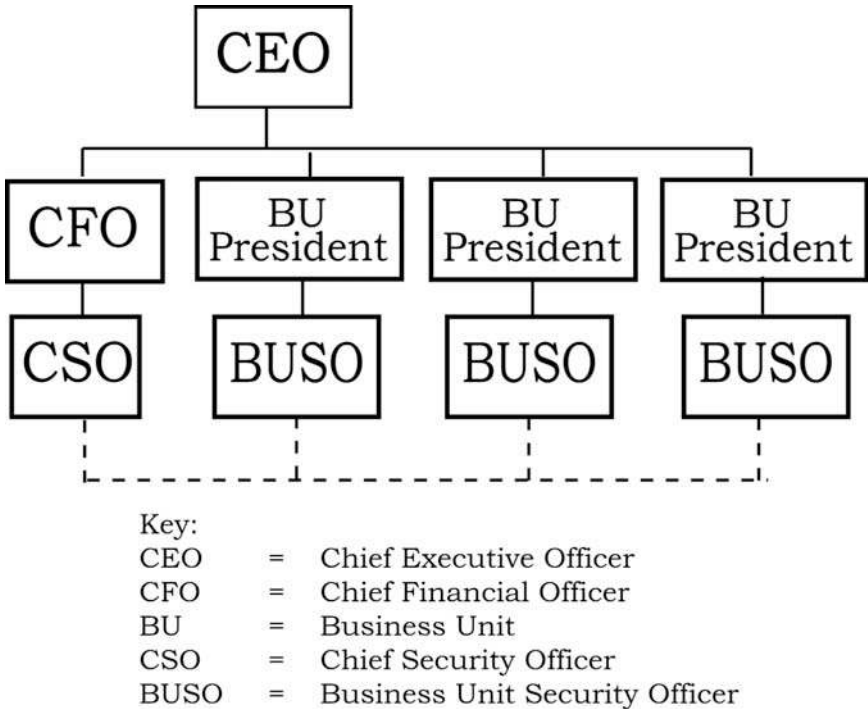 CEO
CFO
BU
President
BU
President
BU
President
CSO
BUSO
BUSO
BUSO
Key:
CEO = Chief Executive Officer
CFO = Chief Financial Officer
BU = Business Unit
CSO = Chief Security Officer
BUSO = Business Unit Security Officer